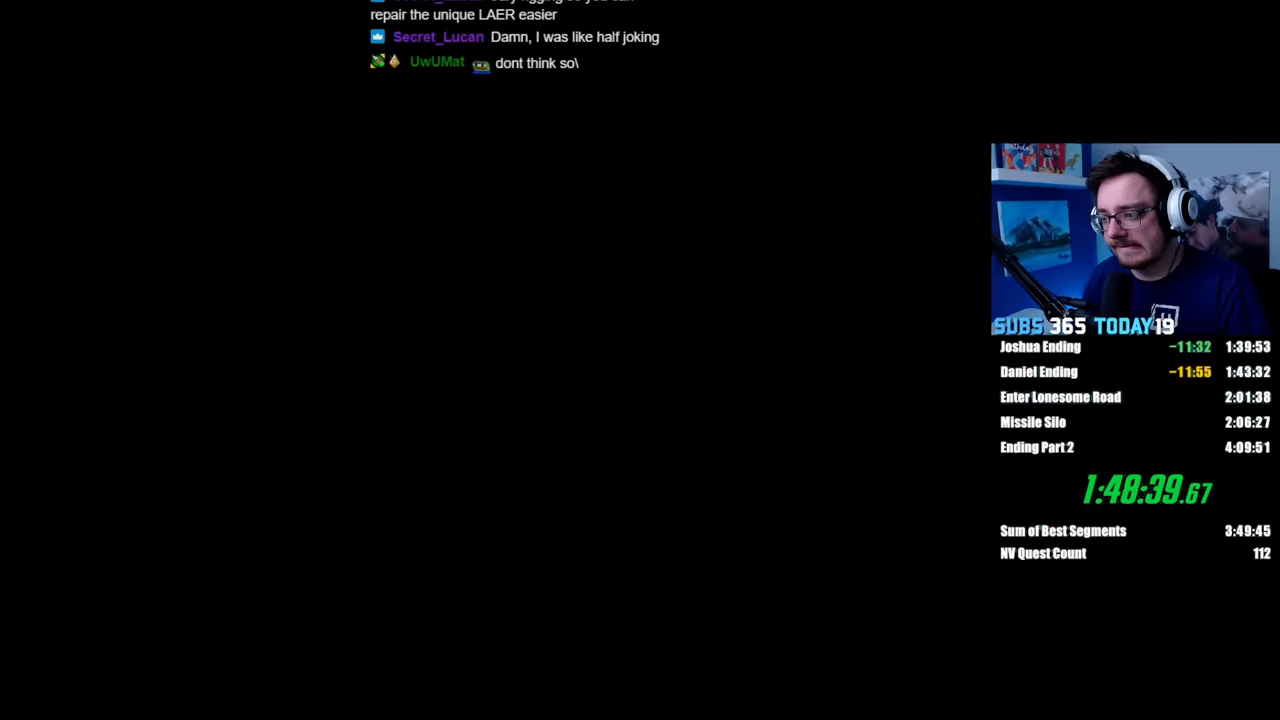 repair the unique LAER easier
Secret_Lucan Damn, I was like half joking
UwUMat dont think so\
SUBS 365 TODAY 19
Joshua Ending −11:32 1:39:53
Daniel Ending −11:55 1:43:32
Enter Lonesome Road 2:01:38
Missile Silo 2:06:27
Ending Part 2 4:09:51
1:48:39.67
Sum of Best Segments 3:49:45
NV Quest Count 112